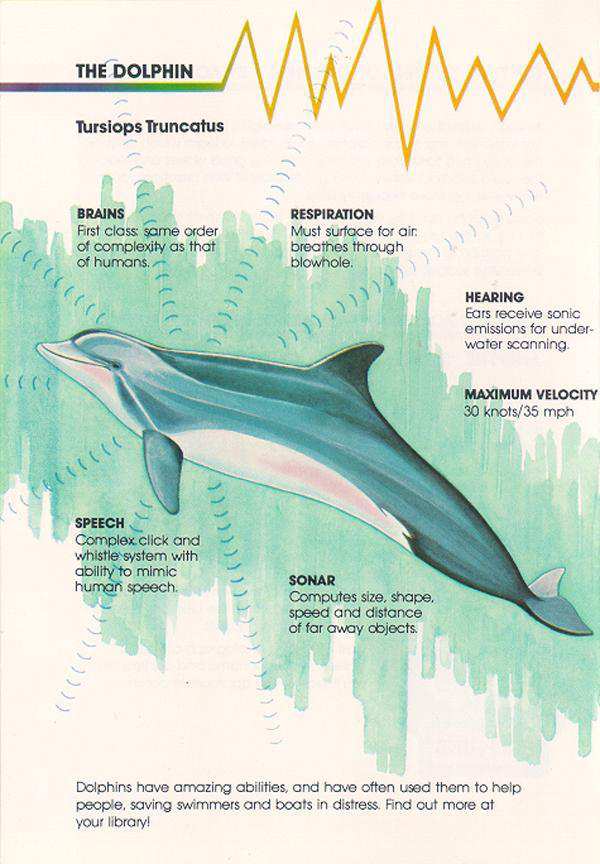 THE DOLPHIN
Tursiops Truncatus
BRAINS
First class: same order
of complexity as that
of humans.
RESPIRATION
Must surface for air:
breathes through
blowhole.
HEARING
Ears receive sonic
emissions for under-
water scanning.
MAXIMUM VELOCITY
30 knots/35 mph
SPEECH
Complex click and
whistle system with
ability to mimic
human speech.
SONAR
Computes size, shape,
speed and distance
of far away objects.
Dolphins have amazing abilities, and have often used them to help
people, saving swimmers and boats in distress. Find out more at
your library!